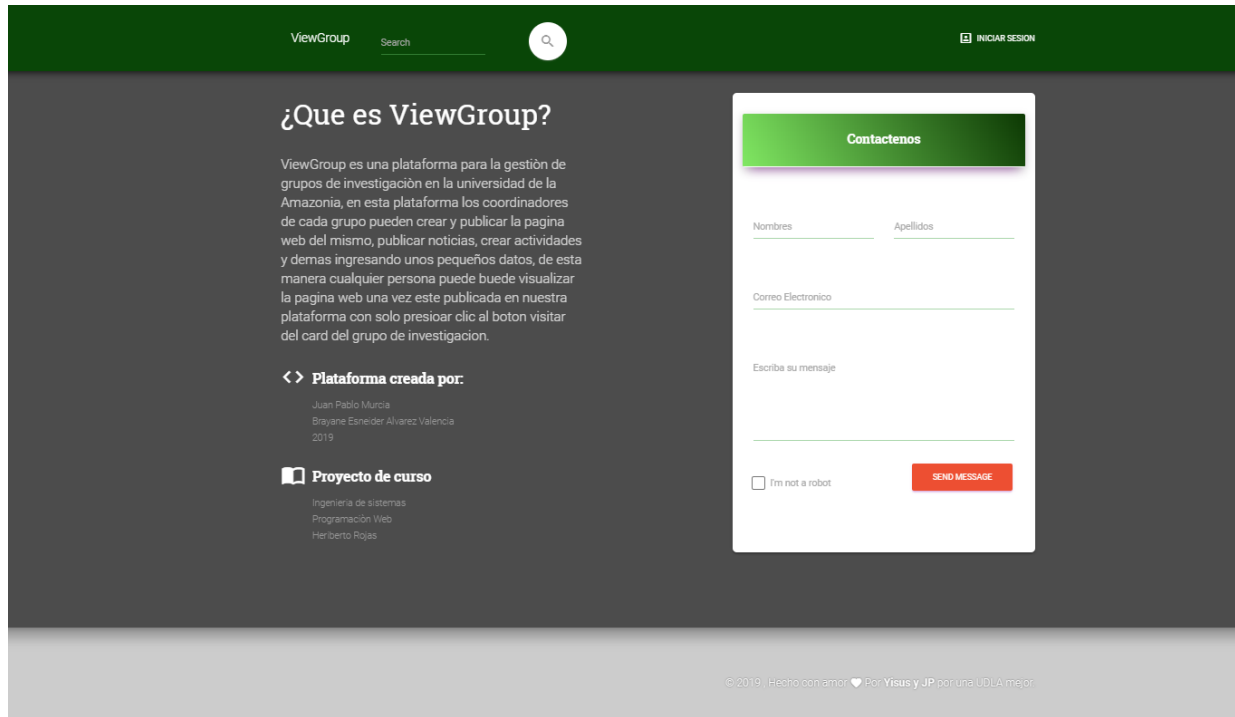 ViewGroup
Search
INICIAR SESION
¿Que es ViewGroup?
ViewGroup es una plataforma para la gestiòn de
grupos de investigaciòn en la universidad de la
Amazonia, en esta plataforma los coordinadores
de cada grupo pueden crear y publicar la pagina
web del mismo, publicar noticias, crear actividades
y demas ingresando unos pequeños datos, de esta
manera cualquier persona puede buede visualizar
la pagina web una vez este publicada en nuestra
plataforma con solo presioar clic al boton visitar
del card del grupo de investigacion.
Plataforma creada por:
Juan Pablo Murcia
Brayane Esneider Alvarez Valencia
2019
Proyecto de curso
Ingenieria de sistemas
Programaciòn Web
Heriberto Rojas
Contactenos
Nombres
Apellidos
Correo Electronico
Escriba su mensaje
I'm not a robot
SEND MESSAGE
© 2019 , Hecho con amor ♥ Por Yisus y JP por una UDLA mejor.